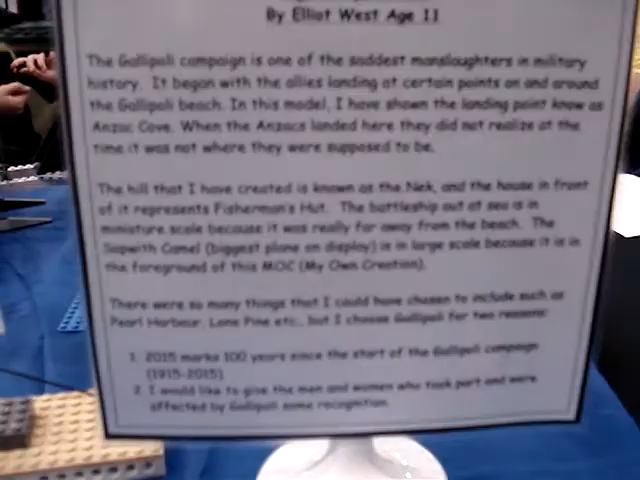 By Elliot West Age 11
The Gallipoli campaign is one of the saddest manslaughters in military
history. It began with the allies landing at certain points on and around
the Gallipoli beach. In this model, I have shown the landing point know as
Anzac Cove. When the Anzacs landed here they did not realize at the
time it was not where they were supposed to be.
The hill that I have created is known as the Nek, and the house in front
of it represents Fisherman's Hut. The battleship out at sea is in
miniature scale because it was really far away from the beach. The
Sopwith Camel (biggest plane on display) is in large scale because it is in
the foreground of this MOC (My Own Creation).
There were so many things that I could have chosen to include such as
Pearl Harbour, Lone Pine etc., but I choose Gallipoli for two reasons:
1. 2015 marks 100 years since the start of the Gallipoli campaign
(1915-2015)
2. I would like to give the men and women who took part and were
affected by Gallipoli some recognition.